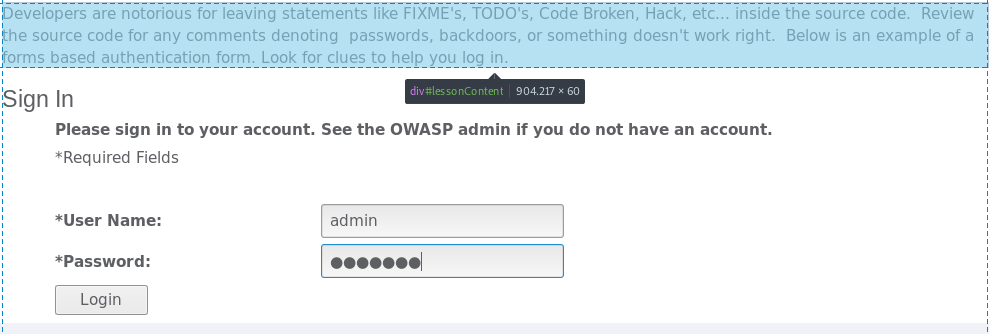 Developers are notorious for leaving statements like FIXME's, TODO's, Code Broken, Hack, etc... inside the source code.  Review
the source code for any comments denoting  passwords, backdoors, or something doesn't work right.  Below is an example of a
forms based authentication form. Look for clues to help you log in.
div#lessonContent | 904.217 × 60
Sign In
Please sign in to your account. See the OWASP admin if you do not have an account.
*Required Fields
*User Name: admin
*Password: ●●●●●●●
Login